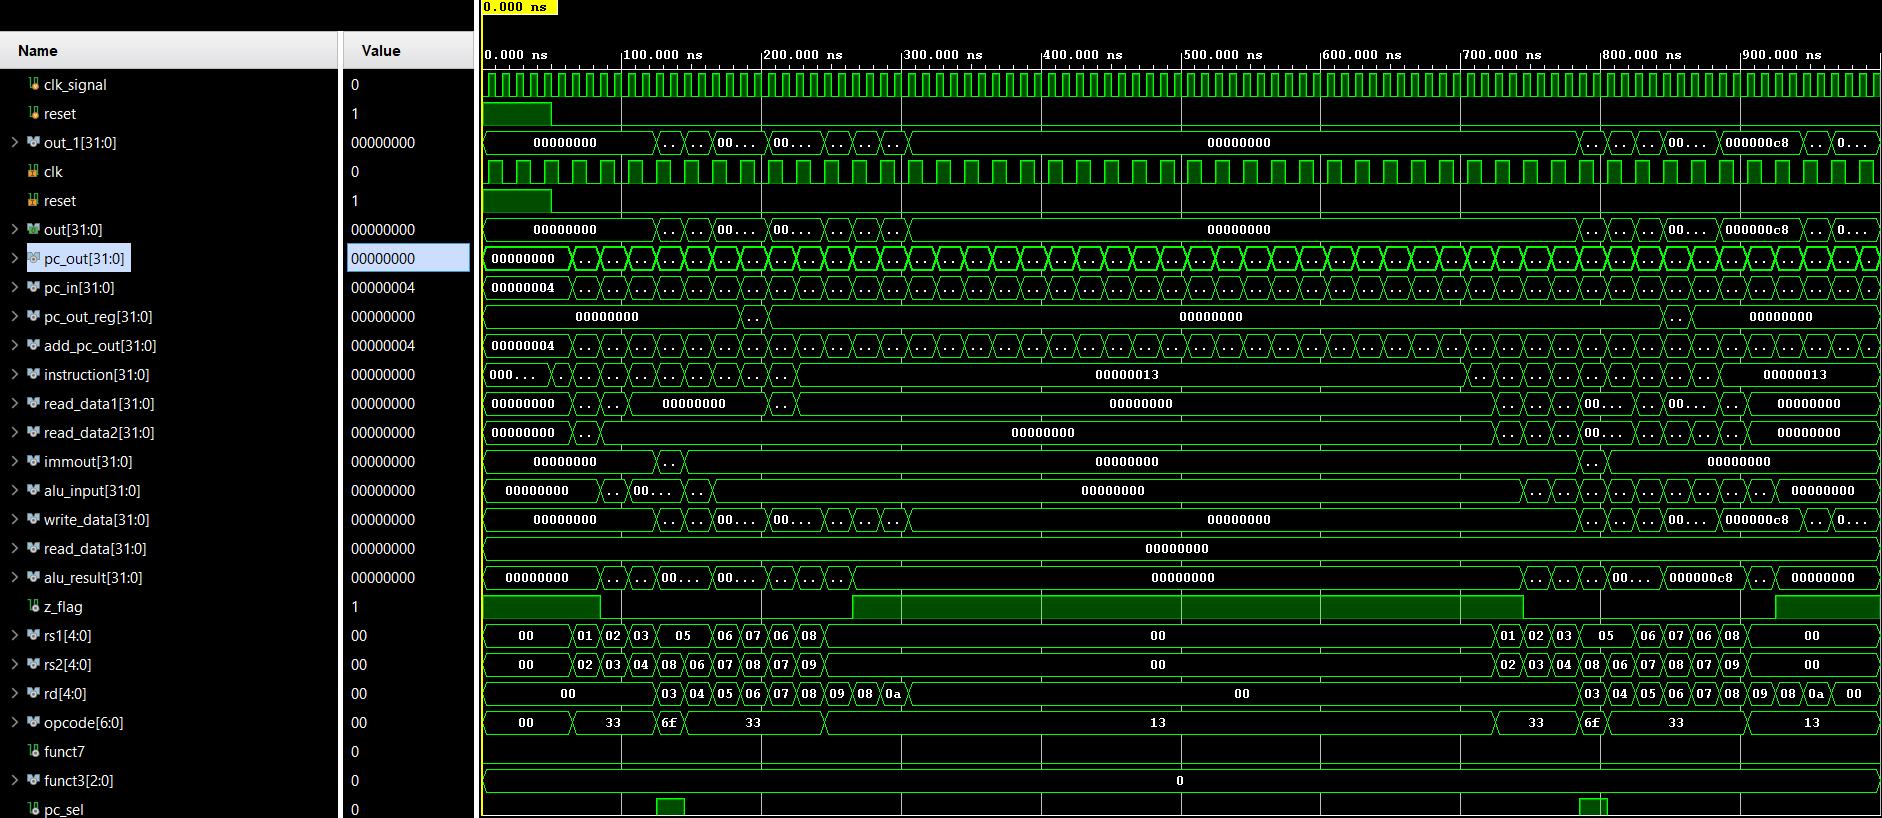 0.000 ns
Name Value 0.000 ns 100.000 ns 200.000 ns 300.000 ns 400.000 ns 500.000 ns 600.000 ns 700.000 ns 800.000 ns 900.000 ns
clk_signal 0
reset 1
out_1[31:0] 00000000 00000000 .. .. 00... 00... .. .. .. 00000000 .. .. .. 00... 000000c8 .. 0...
clk 0
reset 1
out[31:0] 00000000 00000000 .. .. 00... 00... .. .. .. 00000000 .. .. .. 00... 000000c8 .. 0...
pc_out[31:0] 00000000 00000000 .. .. .. .. .. .. .. .. .. .. .. .. .. .. .. .. .. .. .. .. .. .. .. .. .. .. .. .. .. .. .. .. .. .. .. .. .. .. .. .. .. .. .. .. .. .. ..
pc_in[31:0] 00000004 00000004 .. .. .. .. .. .. .. .. .. .. .. .. .. .. .. .. .. .. .. .. .. .. .. .. .. .. .. .. .. .. .. .. .. .. .. .. .. .. .. .. .. .. .. .. .. .. ..
pc_out_reg[31:0] 00000000 00000000 .. 00000000 .. 00000000
add_pc_out[31:0] 00000004 00000004 .. .. .. .. .. .. .. .. .. .. .. .. .. .. .. .. .. .. .. .. .. .. .. .. .. .. .. .. .. .. .. .. .. .. .. .. .. .. .. .. .. .. .. .. .. .. ..
instruction[31:0] 00000000 000... .. .. .. .. .. .. .. .. .. 00000013 .. .. .. .. .. .. .. .. .. 00000013
read_data1[31:0] 00000000 00000000 .. .. 00000000 .. .. 00000000 .. .. .. 00... .. 00... .. .. 00000000
read_data2[31:0] 00000000 00000000 .. 00000000 .. .. .. 00... .. .. .. .. .. 00000000
immout[31:0] 00000000 00000000 .. 00000000 .. 00000000
alu_input[31:0] 00000000 00000000 .. 00... .. 00000000 .. .. .. .. .. .. .. .. .. 00000000
write_data[31:0] 00000000 00000000 .. .. 00... 00... .. .. .. 00000000 .. .. .. 00... 000000c8 .. 0...
read_data[31:0] 00000000 00000000
alu_result[31:0] 00000000 00000000 .. .. 00... 00... .. .. .. 00000000 .. .. .. 00... 000000c8 .. 00000000
z_flag 1
rs1[4:0] 00 00 01 02 03 05 06 07 06 08 00 01 02 03 05 06 07 06 08 00
rs2[4:0] 00 00 02 03 04 08 06 07 08 07 09 00 02 03 04 08 06 07 08 07 09 00
rd[4:0] 00 00 03 04 05 06 07 08 09 08 0a 00 03 04 05 06 07 08 09 08 0a 00
opcode[6:0] 00 00 33 6f 33 13 33 6f 33 13
funct7 0
funct3[2:0] 0 0
pc_sel 0